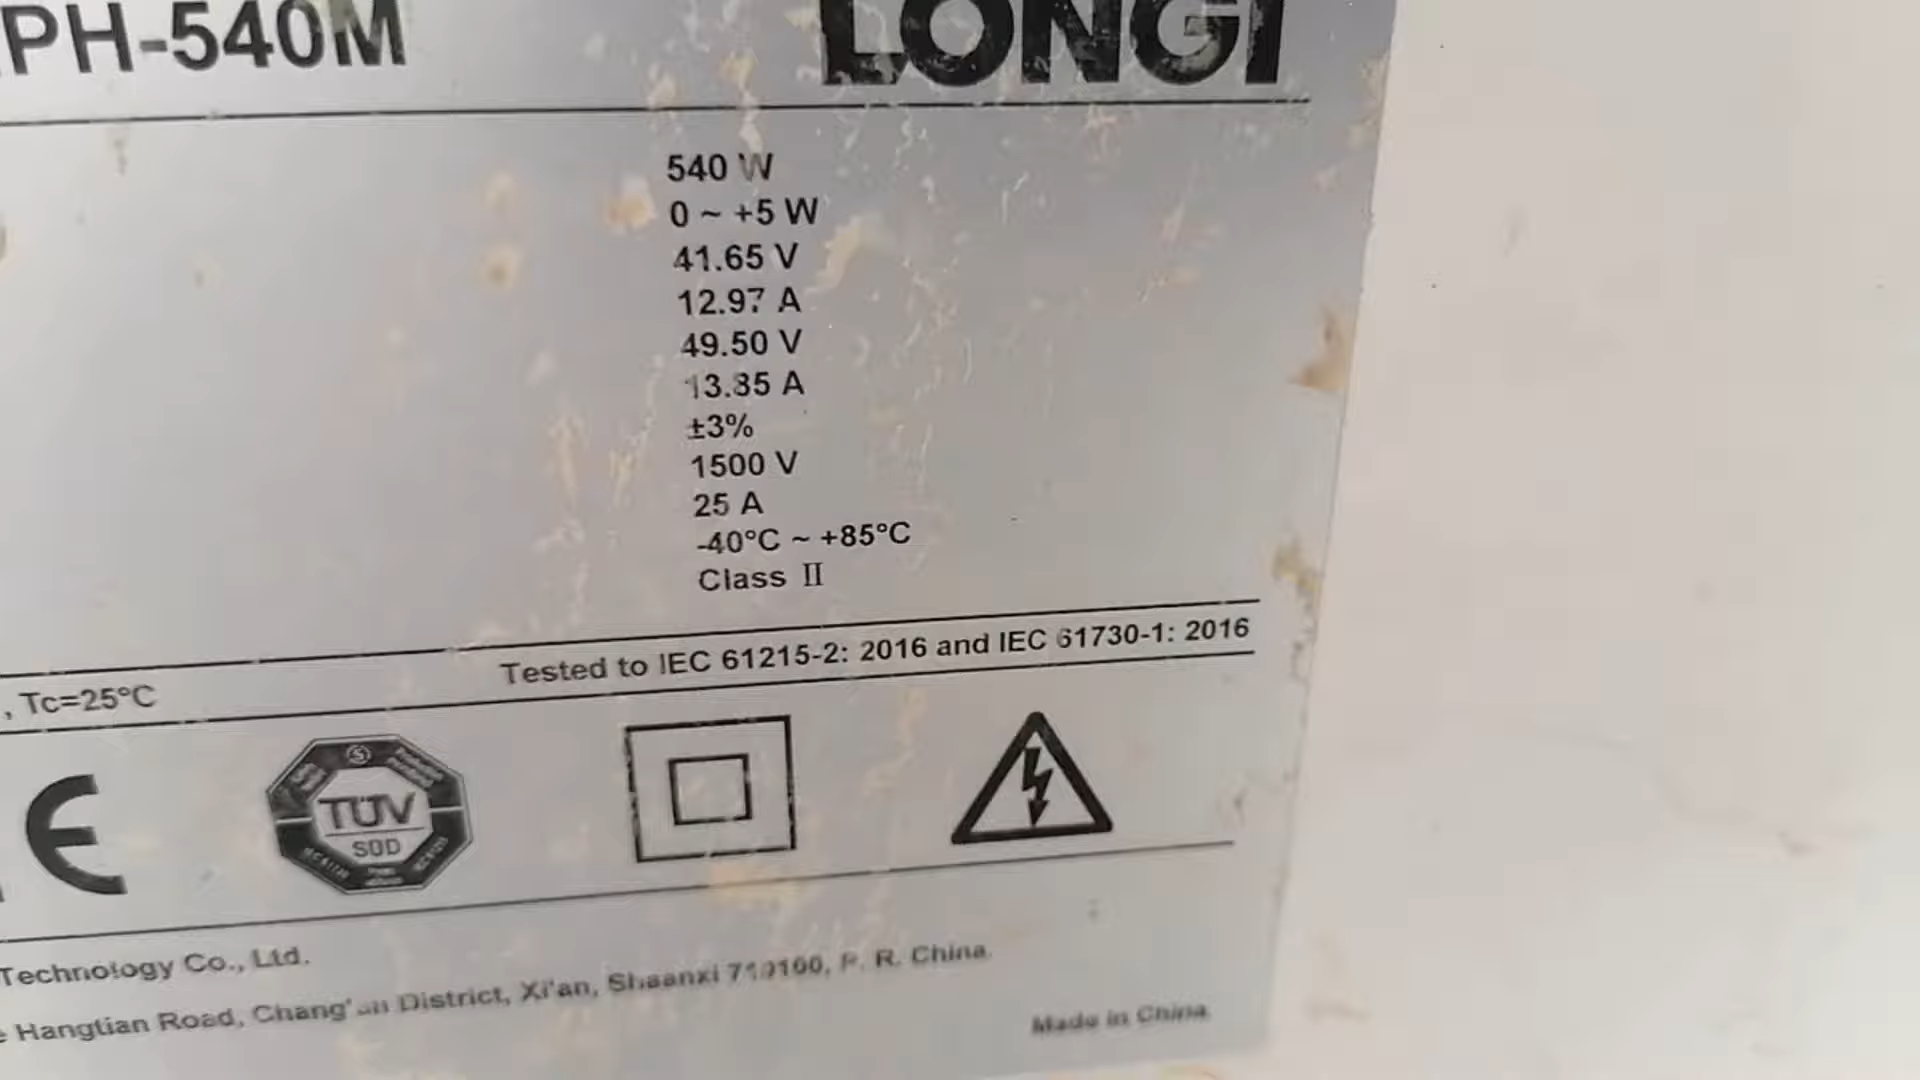 PH-540M LONGI
540 W
0 ~ +5 W
41.65 V
12.97 A
49.50 V
13.85 A
±3%
1500 V
25 A
-40°C ~ +85°C
Class II
, Tc=25°C Tested to IEC 61215-2: 2016 and IEC 61730-1: 2016
CE TÜV
SÜD
Technology Co., Ltd.
Hangtian Road, Chang'an District, Xi'an, Shaanxi 710100, P. R. China.
Made in China